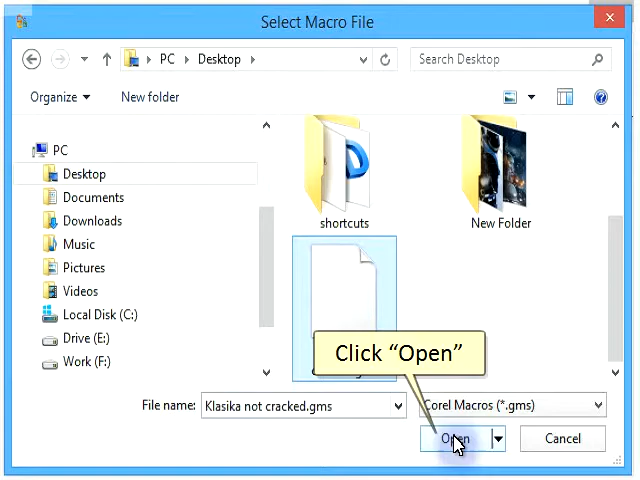 Select Macro File
PC Desktop
Search Desktop
Organize New folder
PC
Desktop
Documents
Downloads
Music
Pictures
Videos
Local Disk (C:)
Drive (E:)
Work (F:)
shortcuts
New Folder
Click “Open”
File name: Klasika not cracked.gms
Corel Macros (*.gms)
Open Cancel